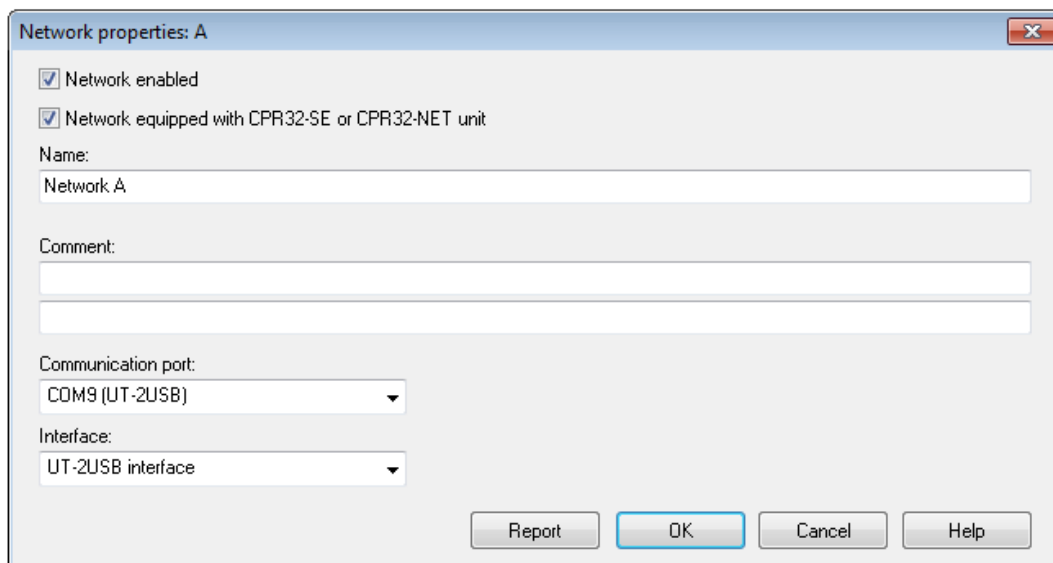 Network properties: A
Network enabled
Network equipped with CPR32-SE or CPR32-NET unit
Name:
Network A
Comment:
Communication port:
COM9 (UT-2USB)
Interface:
UT-2USB interface
Report OK Cancel Help